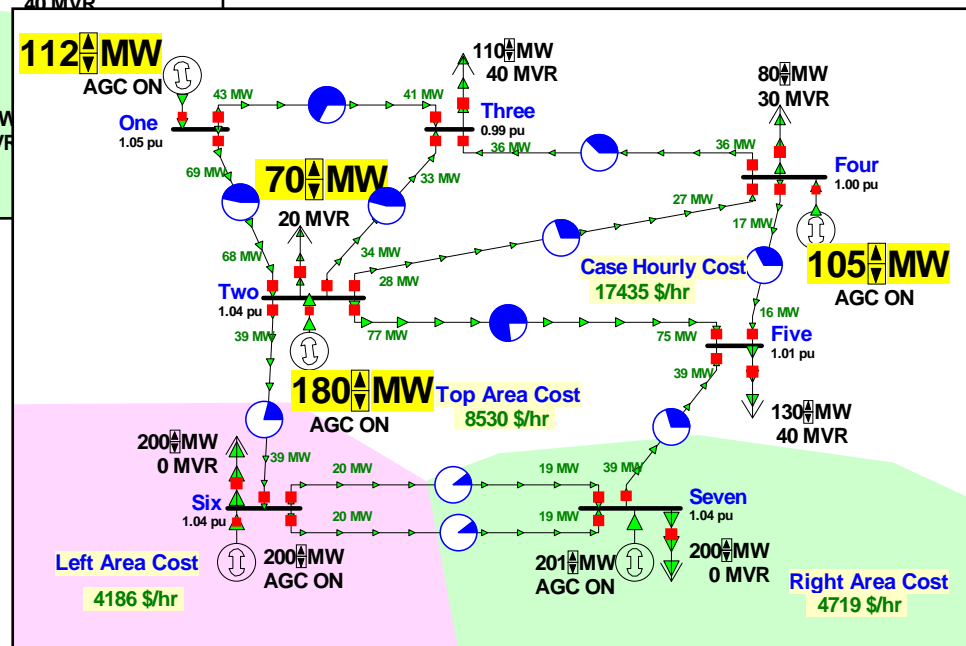 40 MVR
112 MW
AGC ON
One
1.05 pu
43 MW
41 MW
110 MW
40 MVR
Three
0.99 pu
36 MW
36 MW
80 MW
30 MVR
Four
1.00 pu
105 MW
AGC ON
69 MW
68 MW
70 MW
20 MVR
33 MW
34 MW
27 MW
28 MW
17 MW
16 MW
Case Hourly Cost
17435 $/hr
Two
1.04 pu
39 MW
77 MW
75 MW
Five
1.01 pu
39 MW
180 MW
AGC ON
Top Area Cost
8530 $/hr
130 MW
40 MVR
200 MW
0 MVR
39 MW
Six
1.04 pu
20 MW
19 MW
20 MW
19 MW
39 MW
Seven
1.04 pu
200 MW
AGC ON
201 MW
AGC ON
200 MW
0 MVR
Left Area Cost
4186 $/hr
Right Area Cost
4719 $/hr